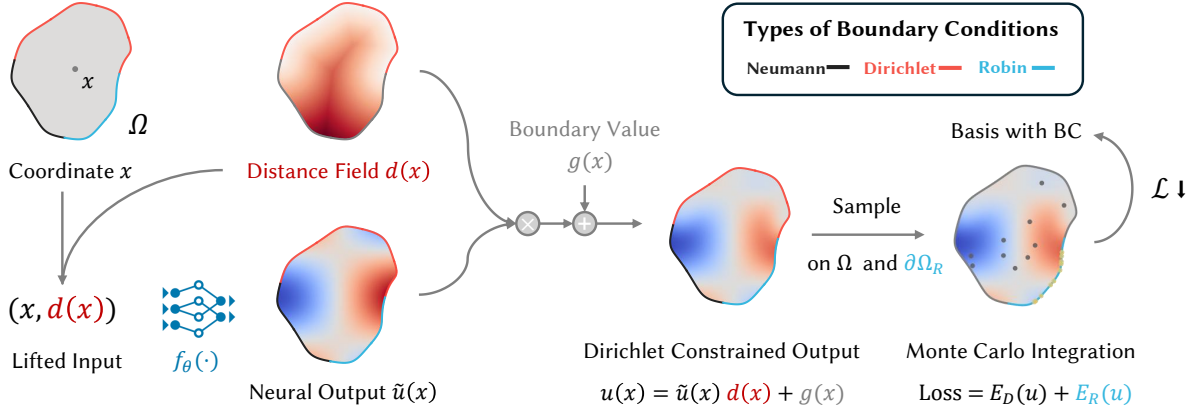 Types of Boundary Conditions
Neumann Dirichlet Robin
x
Ω
Coordinate x
Distance Field d(x)
Boundary Value
g(x)
×
+
Basis with BC
ℒ ⬇
Sample
on Ω and ∂Ω_R
(x, d(x))
Lifted Input
f_θ(·)
Neural Output ũ(x)
Dirichlet Constrained Output
u(x) = ũ(x) d(x) + g(x)
Monte Carlo Integration
Loss = E_D(u) + E_R(u)